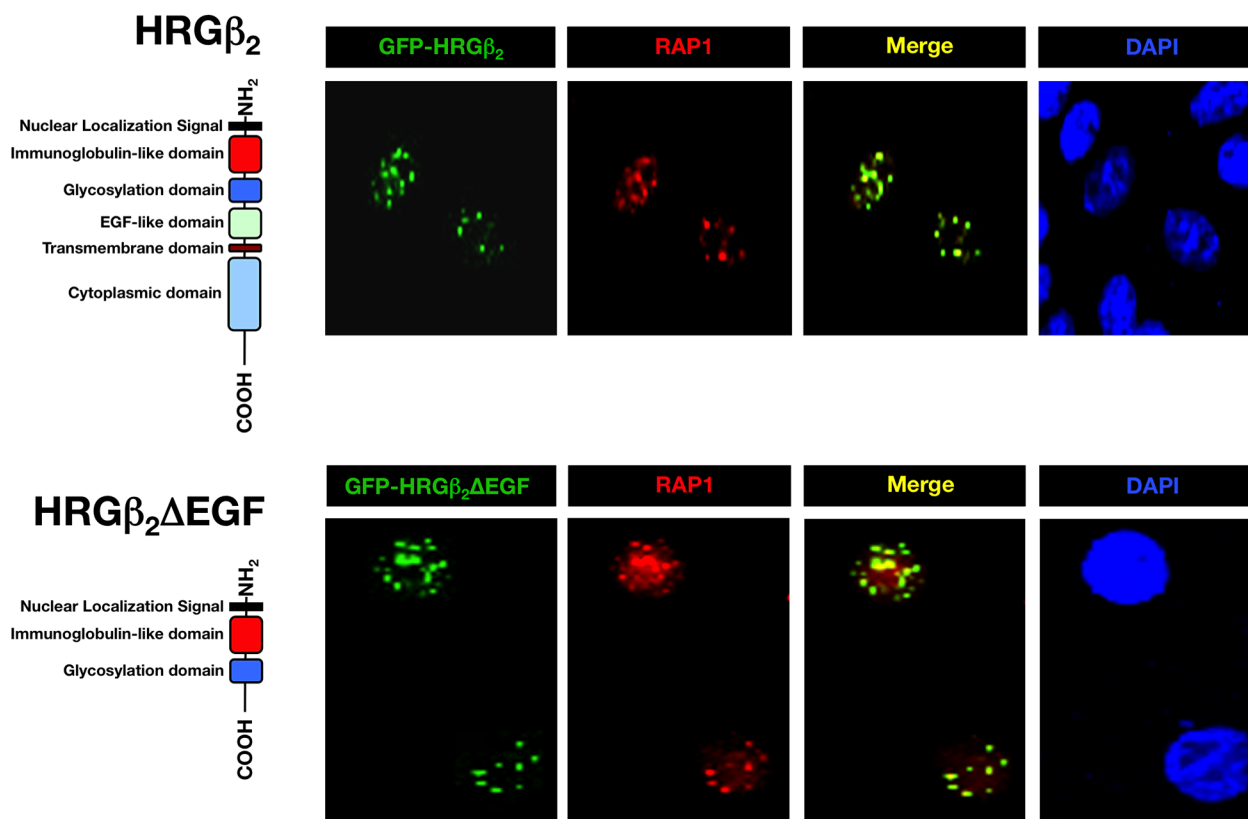 HRGβ₂
NH₂
Nuclear Localization Signal
Immunoglobulin-like domain
Glycosylation domain
EGF-like domain
Transmembrane domain
Cytoplasmic domain
COOH
GFP-HRGβ₂
RAP1
Merge
DAPI
HRGβ₂ΔEGF
NH₂
Nuclear Localization Signal
Immunoglobulin-like domain
Glycosylation domain
COOH
GFP-HRGβ₂ΔEGF
RAP1
Merge
DAPI